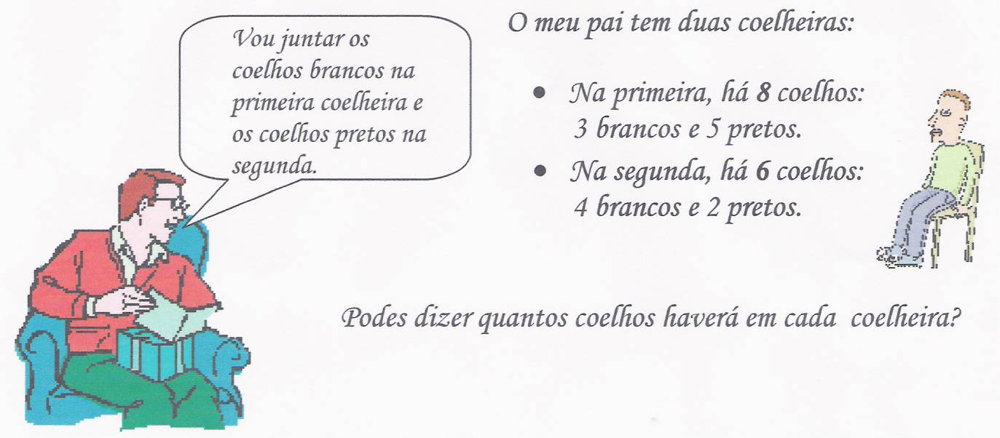 Vou juntar os
coelhos brancos na
primeira coelheira e
os coelhos pretos na
segunda.
O meu pai tem duas coelheiras:
• Na primeira, há 8 coelhos:
3 brancos e 5 pretos.
• Na segunda, há 6 coelhos:
4 brancos e 2 pretos.
Podes dizer quantos coelhos haverá em cada coelheira?